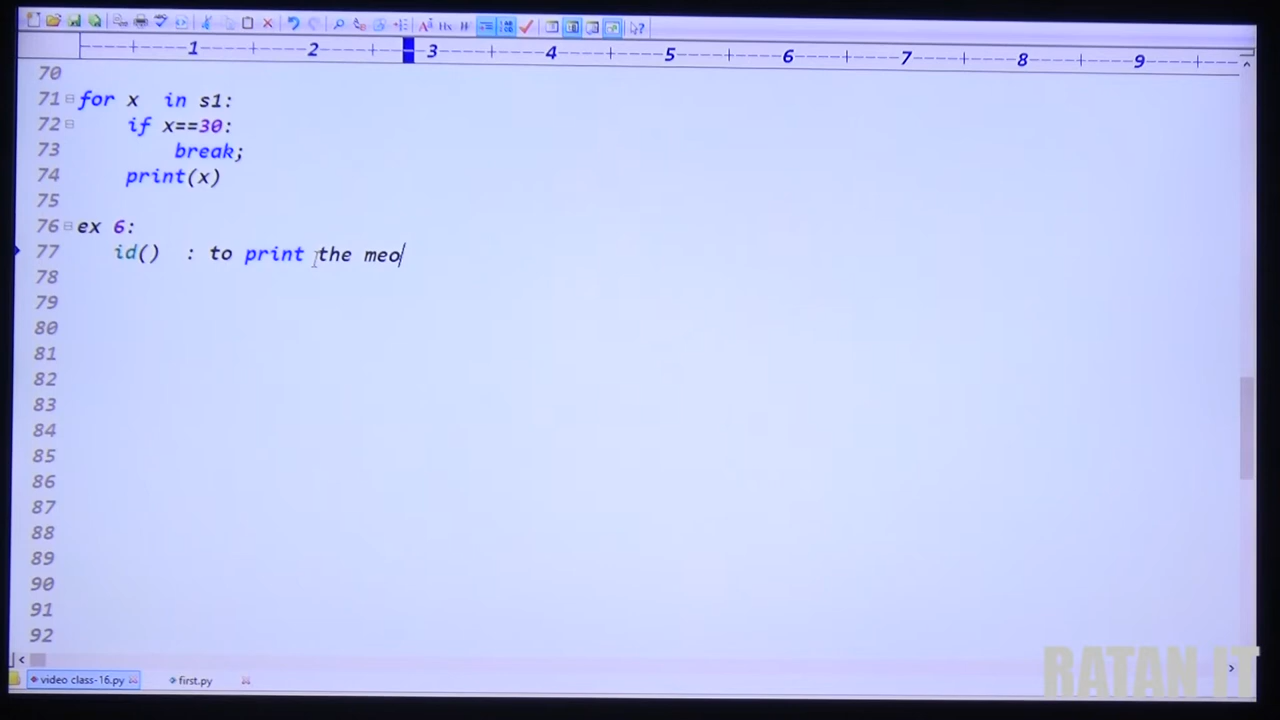 ----+----1----+----2----+----3----+----4----+----5----+----6----+----7----+----8----+----9----+---
70
71 for x  in s1:
72     if x==30:
73         break;
74     print(x)
75
76 ex 6:
77    id()  : to print the meo
78
79
80
81
82
83
84
85
86
87
88
89
90
91
92
video class-16.py first.py
RATAN IT